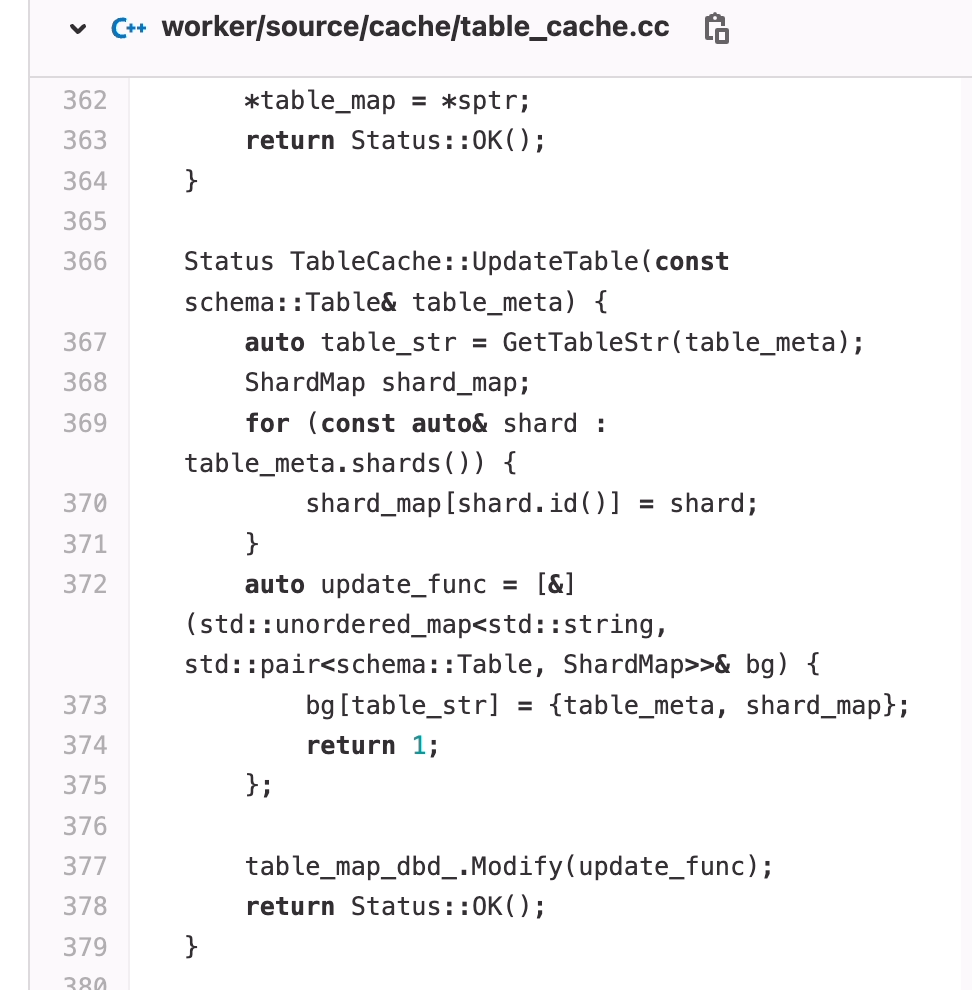 C++ worker/source/cache/table_cache.cc
362 *table_map = *sptr;
363 return Status::OK();
364 }
365
366 Status TableCache::UpdateTable(const
schema::Table& table_meta) {
367 auto table_str = GetTableStr(table_meta);
368 ShardMap shard_map;
369 for (const auto& shard :
table_meta.shards()) {
370 shard_map[shard.id()] = shard;
371 }
372 auto update_func = [&]
(std::unordered_map<std::string,
std::pair<schema::Table, ShardMap>>& bg) {
373 bg[table_str] = {table_meta, shard_map};
374 return 1;
375 };
376
377 table_map_dbd_.Modify(update_func);
378 return Status::OK();
379 }
380